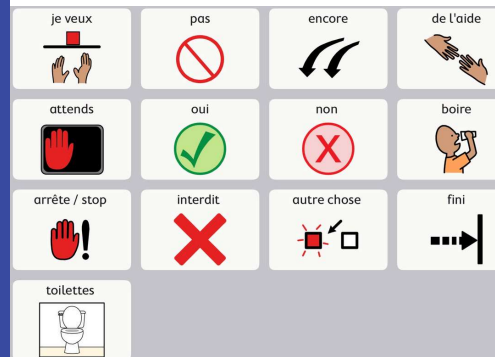 je veux
pas
encore
de l'aide
attends
oui
non
boire
arrête / stop
interdit
autre chose
fini
toilettes